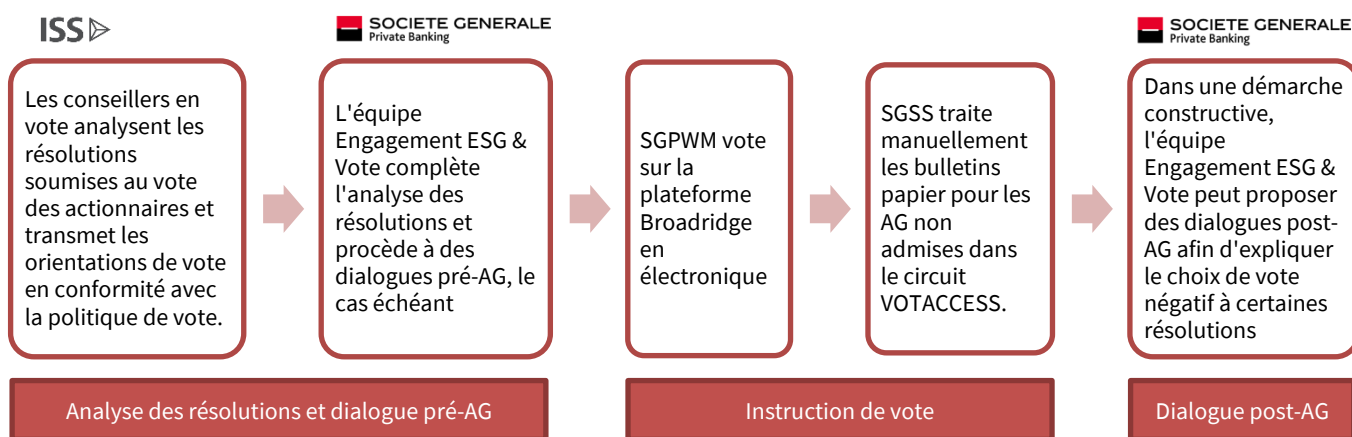 ISS
SOCIETE GENERALE
Private Banking
SOCIETE GENERALE
Private Banking
Les conseillers en
vote analysent les
résolutions
soumises au vote
des actionnaires et
transmet les
orientations de vote
en conformité avec
la politique de vote.
L'équipe
Engagement ESG &
Vote complète
l'analyse des
résolutions et
procède à des
dialogues pré-AG, le
cas échéant
SGPWM vote
sur la
plateforme
Broadridge
en
électronique
SGSS traite
manuellement
les bulletins
papier pour les
AG non
admises dans
le circuit
VOTACCESS.
Dans une démarche
constructive,
l'équipe
Engagement ESG &
Vote peut proposer
des dialogues post-
AG afin d'expliquer
le choix de vote
négatif à certaines
résolutions
Analyse des résolutions et dialogue pré-AG
Instruction de vote
Dialogue post-AG